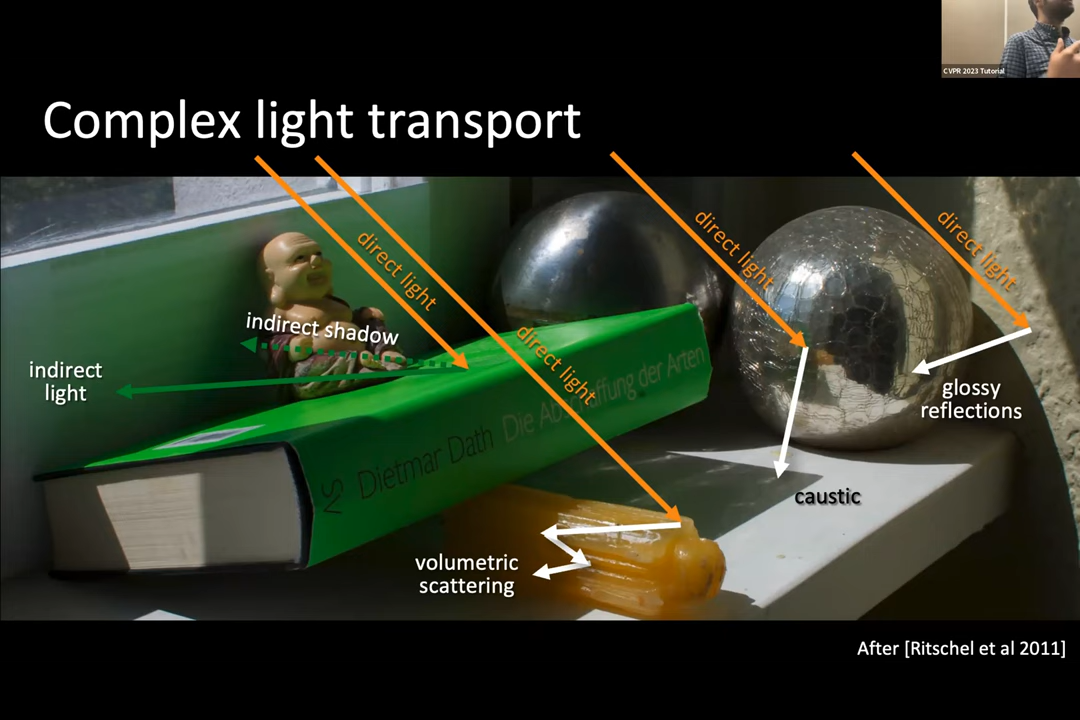 CVPR 2023 Tutorial
Complex light transport
direct light
direct light
direct light
direct light
indirect shadow
indirect
light
glossy
reflections
SV Dietmar Dath Die Abschaffung der Arten
caustic
volumetric
scattering
After [Ritschel et al 2011]